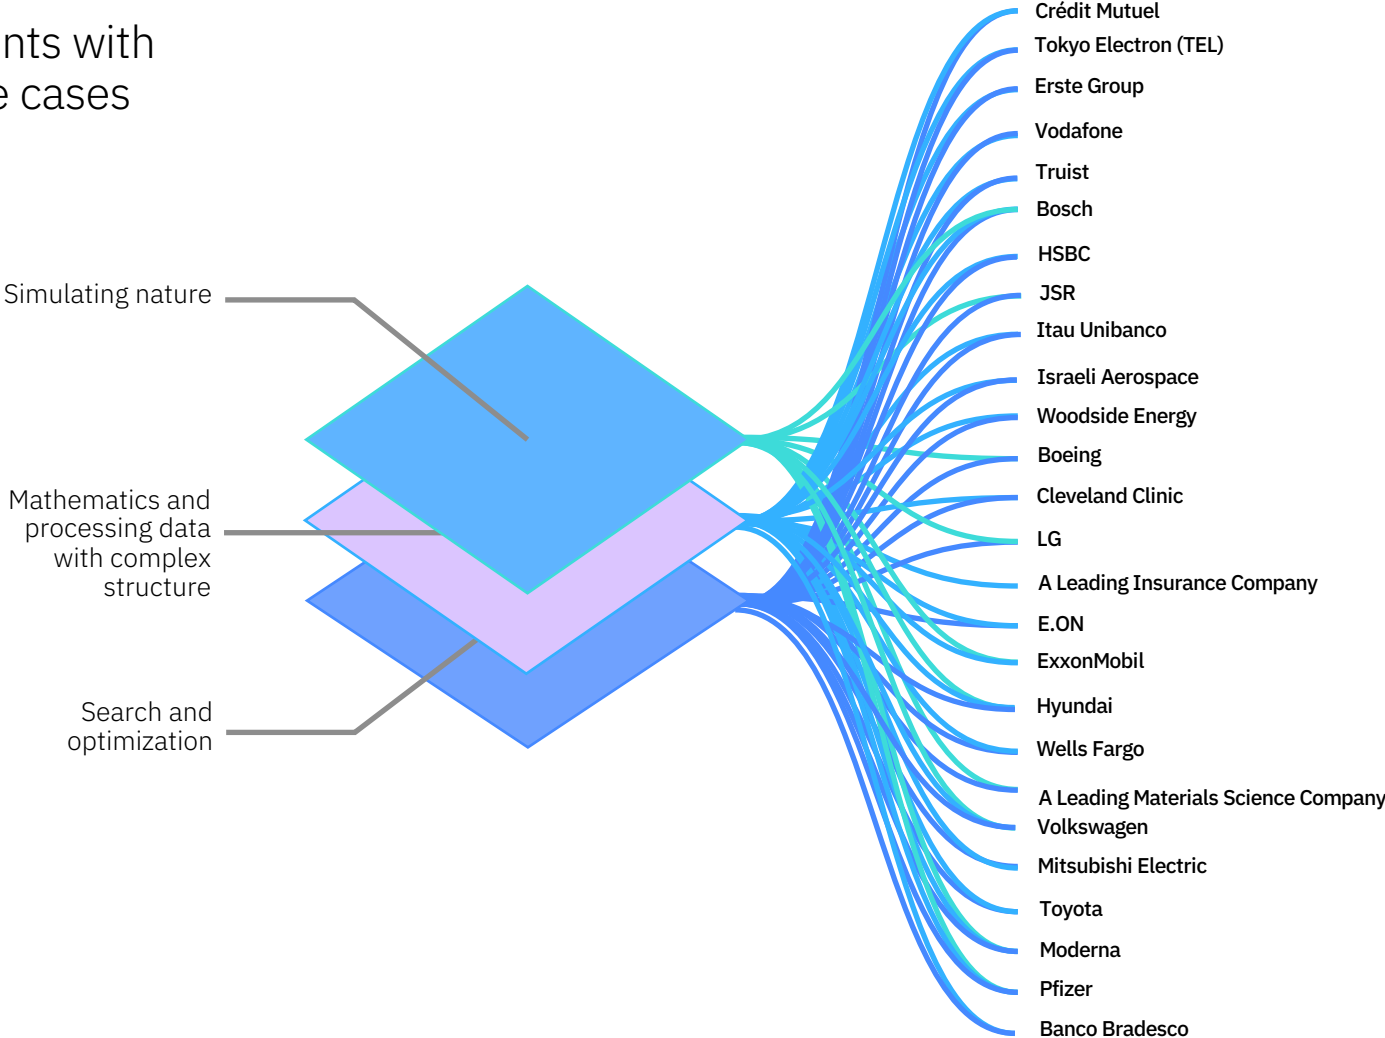 nts with
e cases
Simulating nature
Mathematics and
processing data
with complex
structure
Search and
optimization
Crédit Mutuel
Tokyo Electron (TEL)
Erste Group
Vodafone
Truist
Bosch
HSBC
JSR
Itau Unibanco
Israeli Aerospace
Woodside Energy
Boeing
Cleveland Clinic
LG
A Leading Insurance Company
E.ON
ExxonMobil
Hyundai
Wells Fargo
A Leading Materials Science Company
Volkswagen
Mitsubishi Electric
Toyota
Moderna
Pfizer
Banco Bradesco